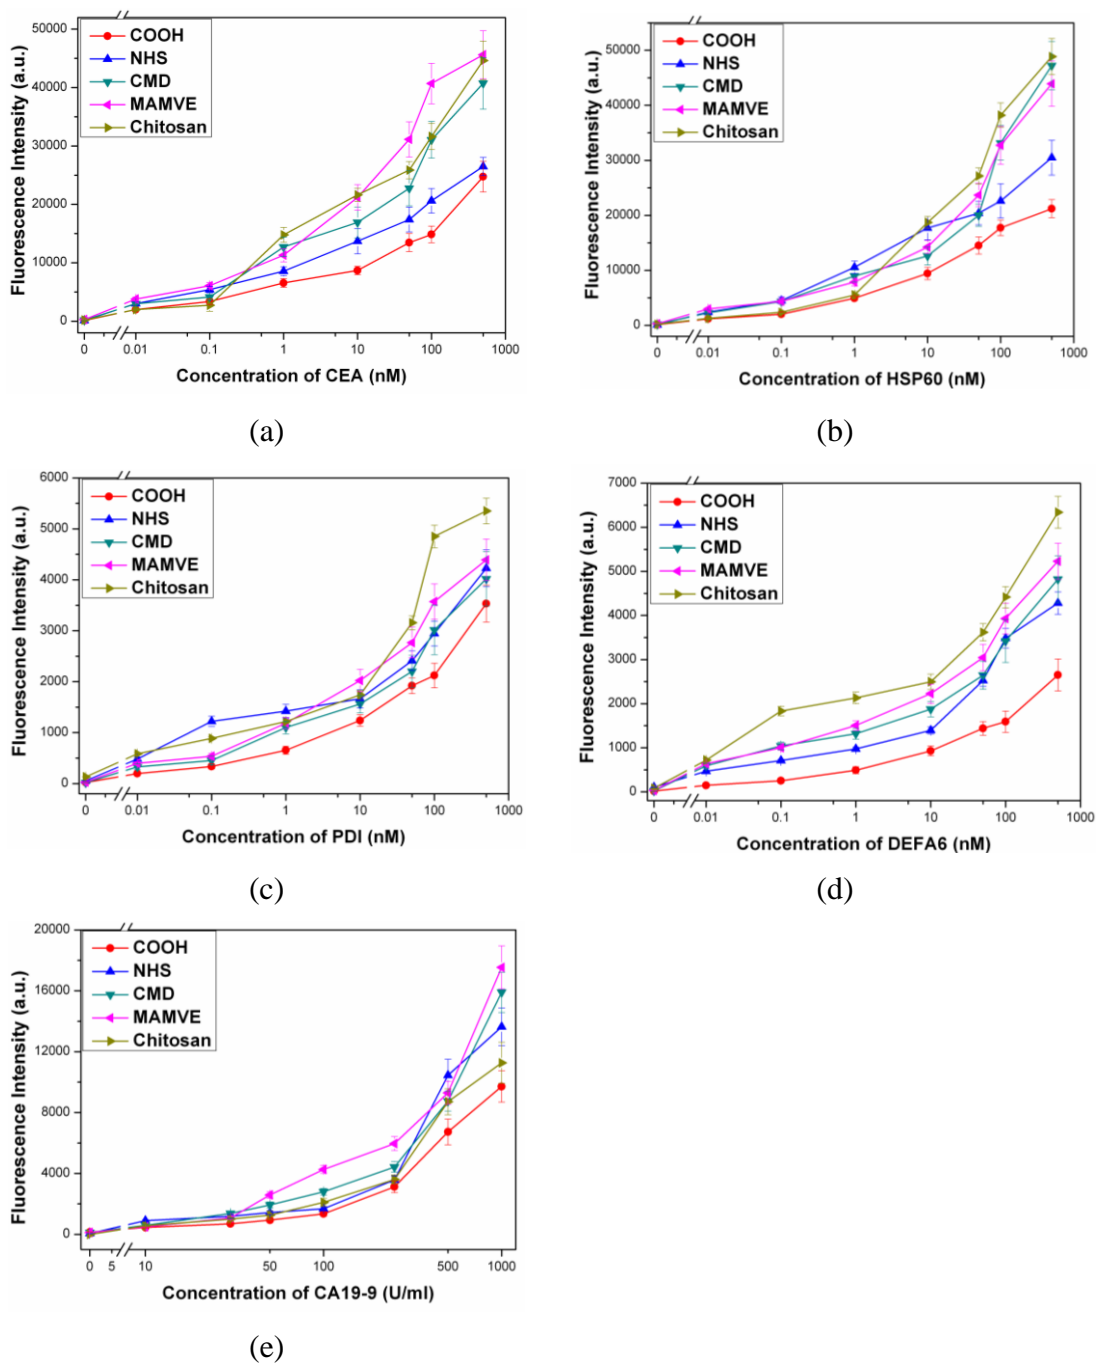 50000
40000
30000
20000
10000
0
Fluorescence Intensity (a.u.)
COOH
NHS
CMD
MAMVE
Chitosan
0 0.01 0.1 1 10 100 1000
Concentration of CEA (nM)
(a)
50000
40000
30000
20000
10000
0
Fluorescence Intensity (a.u.)
COOH
NHS
CMD
MAMVE
Chitosan
0 0.01 0.1 1 10 100 1000
Concentration of HSP60 (nM)
(b)
6000
5000
4000
3000
2000
1000
0
Fluorescence Intensity (a.u.)
COOH
NHS
CMD
MAMVE
Chitosan
0 0.01 0.1 1 10 100 1000
Concentration of PDI (nM)
(c)
7000
6000
5000
4000
3000
2000
1000
0
Fluorescence Intensity (a.u.)
COOH
NHS
CMD
MAMVE
Chitosan
0 0.01 0.1 1 10 100 1000
Concentration of DEFA6 (nM)
(d)
20000
16000
12000
8000
4000
0
Fluorescence Intensity (a.u.)
COOH
NHS
CMD
MAMVE
Chitosan
0 5 10 50 100 500 1000
Concentration of CA19-9 (U/ml)
(e)